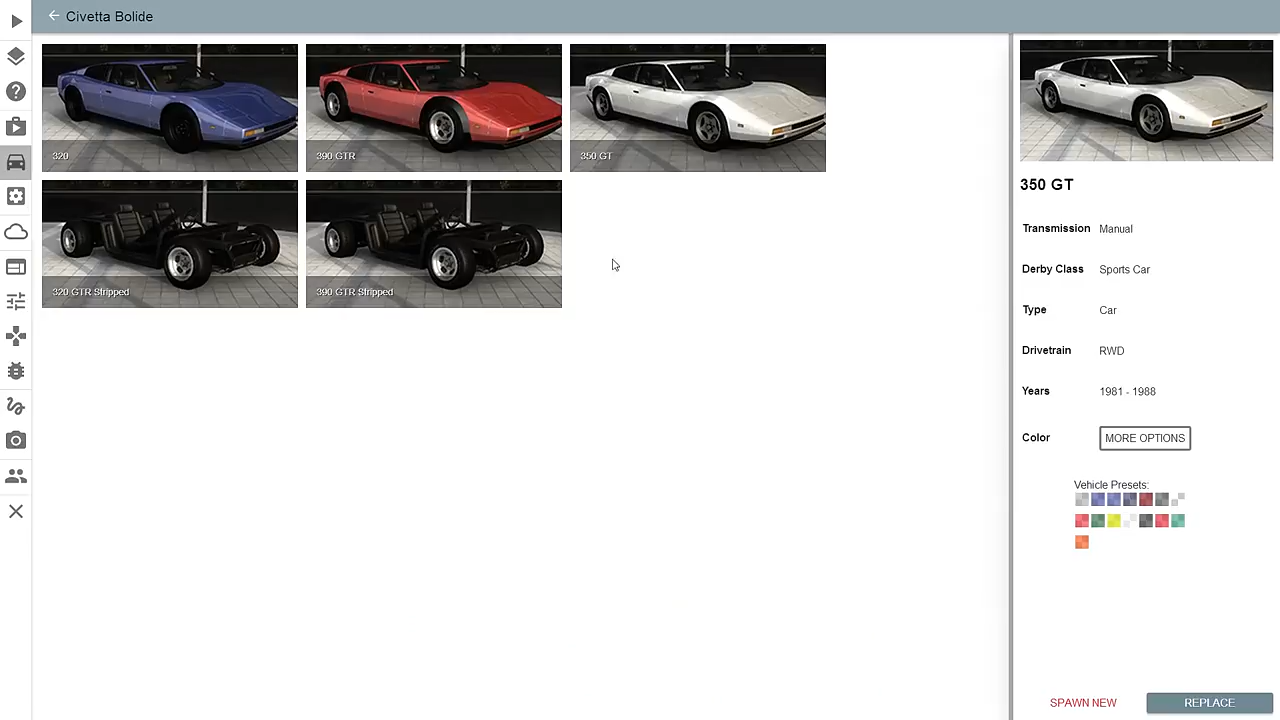 Civetta Bolide
320
390 GTR
350 GT
320 GTR Stripped
390 GTR Stripped
350 GT
Transmission Manual
Derby Class Sports Car
Type Car
Drivetrain RWD
Years 1981 - 1988
Color MORE OPTIONS
Vehicle Presets:
SPAWN NEW REPLACE